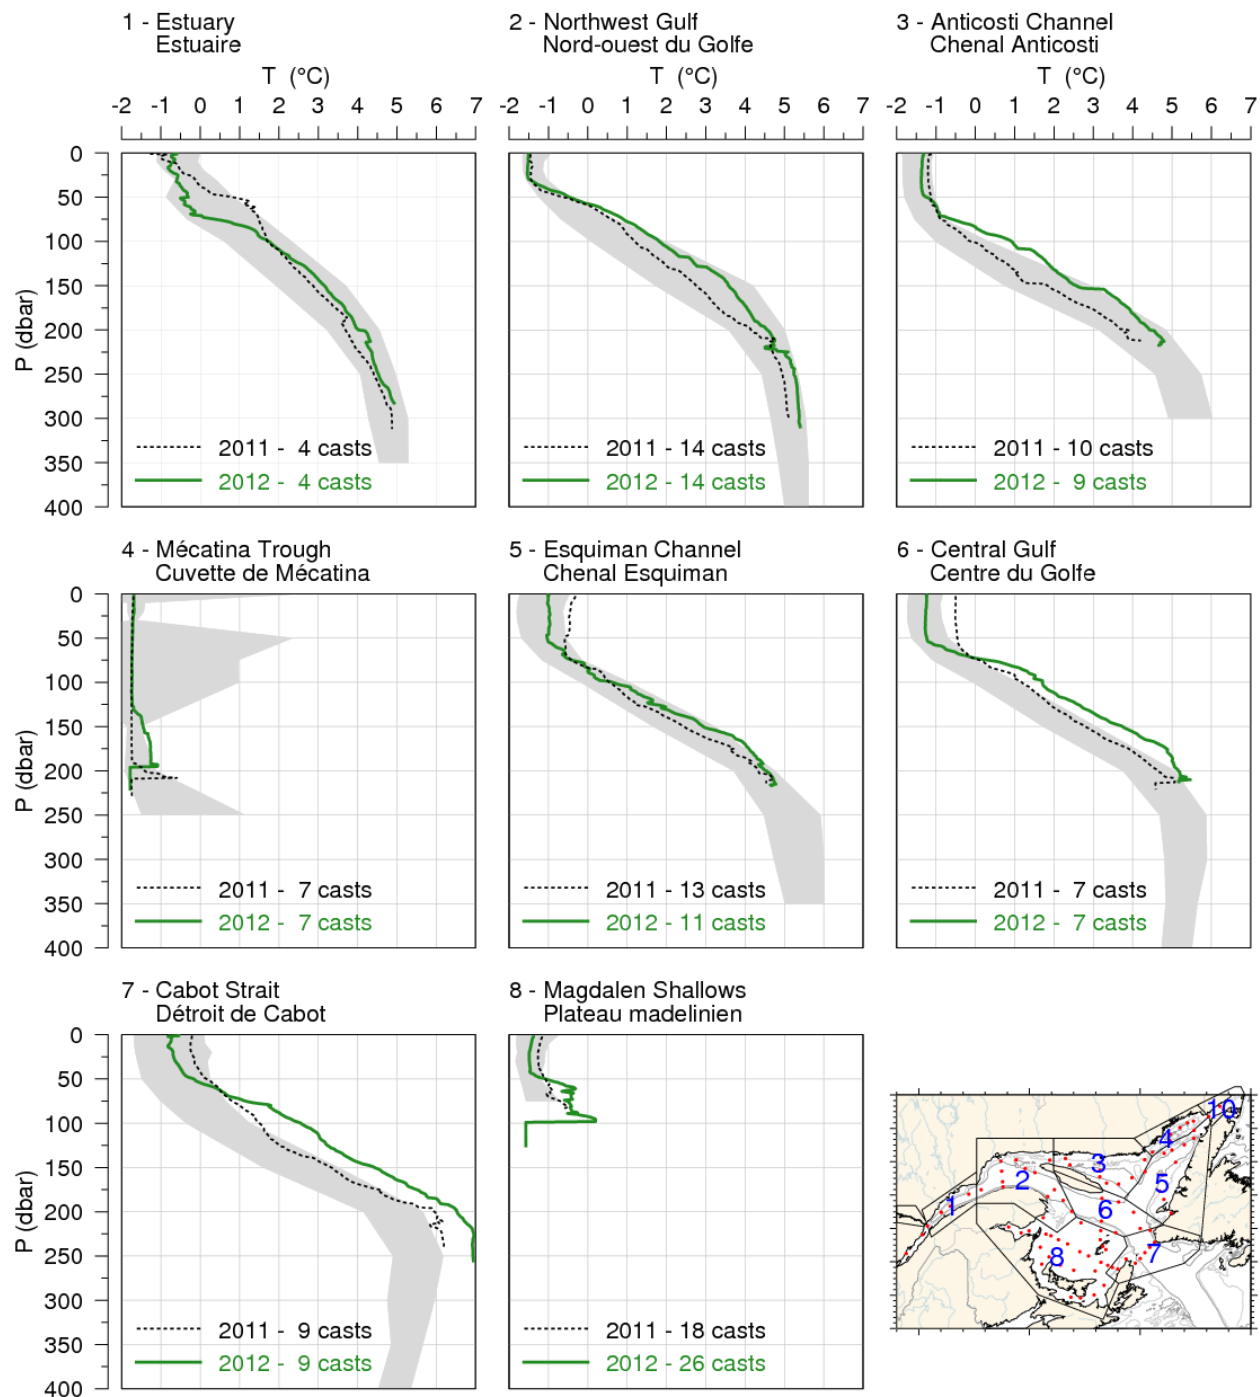 1 - Estuary
Estuaire
2 - Northwest Gulf
Nord-ouest du Golfe
3 - Anticosti Channel
Chenal Anticosti
T (°C)
T (°C)
T (°C)
-2 -1 0 1 2 3 4 5 6 7
-2 -1 0 1 2 3 4 5 6 7
-2 -1 0 1 2 3 4 5 6 7
P (dbar)
0
50
100
150
200
250
300
350
400
2011 - 4 casts
2012 - 4 casts
2011 - 14 casts
2012 - 14 casts
2011 - 10 casts
2012 - 9 casts
4 - Mécatina Trough
Cuvette de Mécatina
5 - Esquiman Channel
Chenal Esquiman
6 - Central Gulf
Centre du Golfe
P (dbar)
0
50
100
150
200
250
300
350
400
2011 - 7 casts
2012 - 7 casts
2011 - 13 casts
2012 - 11 casts
2011 - 7 casts
2012 - 7 casts
7 - Cabot Strait
Détroit de Cabot
8 - Magdalen Shallows
Plateau madelinien
P (dbar)
0
50
100
150
200
250
300
350
400
2011 - 9 casts
2012 - 9 casts
2011 - 18 casts
2012 - 26 casts
10
4
3
2
5
1
6
7
8